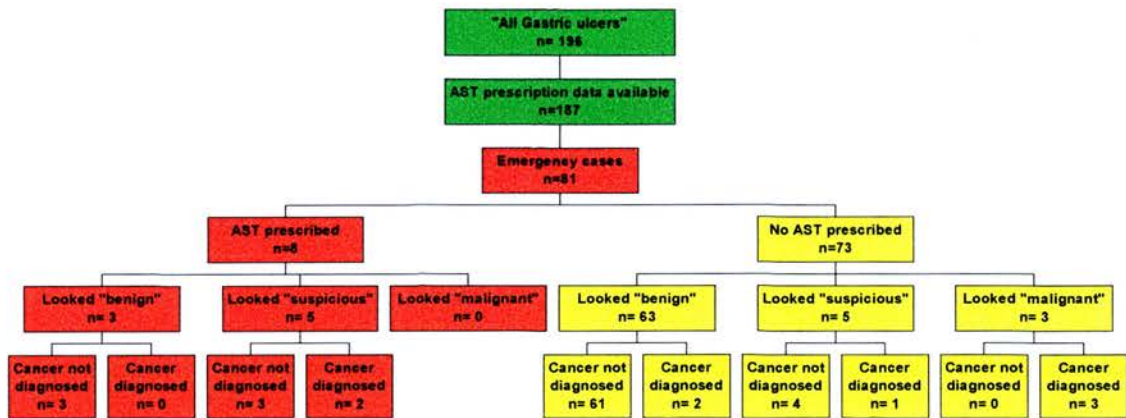 "All Gastric ulcers"
n= 196
AST prescription data available
n=187
Emergency cases
n=81
AST prescribed
n=8
No AST prescribed
n=73
Looked "benign"
n= 3
Looked "suspicious"
n= 5
Looked "malignant"
n= 0
Looked "benign"
n= 63
Looked "suspicious"
n= 5
Looked "malignant"
n= 3
Cancer not
diagnosed
n= 3
Cancer
diagnosed
n= 0
Cancer not
diagnosed
n= 3
Cancer
diagnosed
n= 2
Cancer not
diagnosed
n= 61
Cancer
diagnosed
n= 2
Cancer not
diagnosed
n= 4
Cancer
diagnosed
n= 1
Cancer not
diagnosed
n= 0
Cancer
diagnosed
n= 3